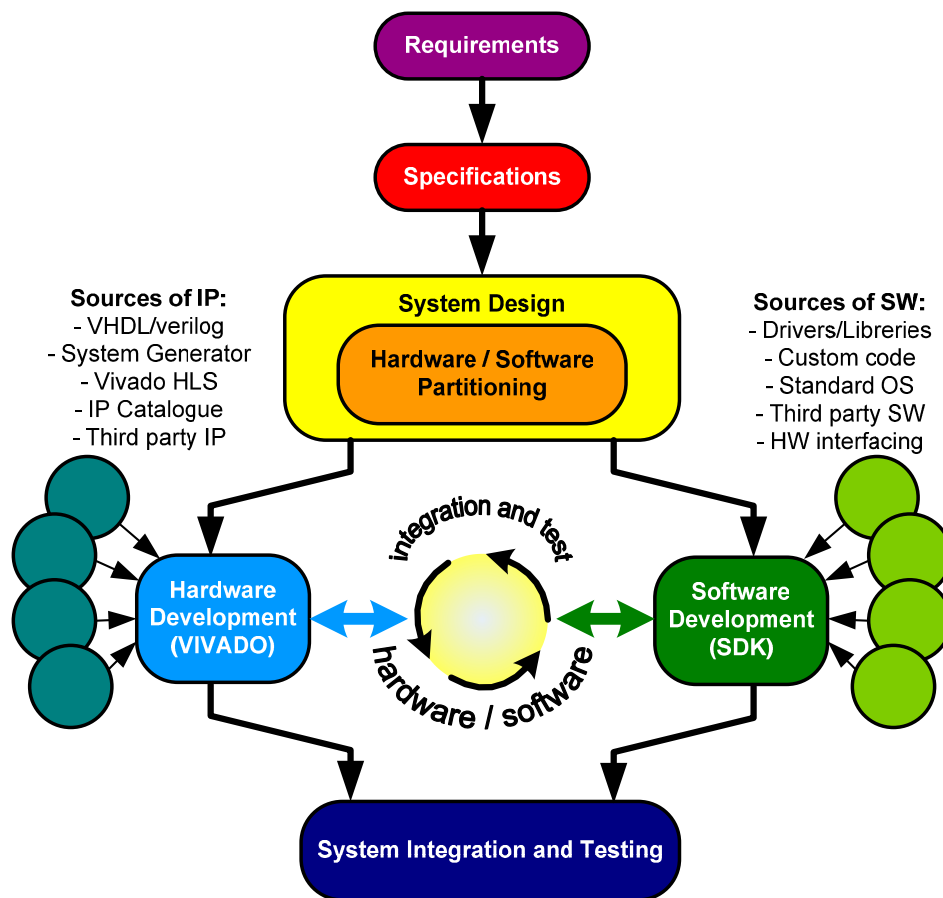 Requirements
Specifications
System Design
Hardware / Software
Partitioning
Sources of IP:
- VHDL/verilog
- System Generator
- Vivado HLS
- IP Catalogue
- Third party IP
Sources of SW:
- Drivers/Libreries
- Custom code
- Standard OS
- Third party SW
- HW interfacing
integration and test
hardware / software
Hardware
Development
(VIVADO)
Software
Development
(SDK)
System Integration and Testing